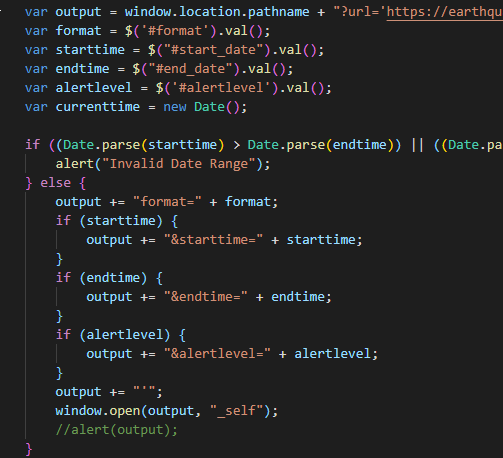 var output = window.location.pathname + "?url='https://earthqu
var format = $('#format').val();
var starttime = $("#start_date").val();
var endtime = $("#end_date").val();
var alertlevel = $('#alertlevel').val();
var currenttime = new Date();
if ((Date.parse(starttime) > Date.parse(endtime)) || ((Date.pa
alert("Invalid Date Range");
} else {
output += "format=" + format;
if (starttime) {
output += "&starttime=" + starttime;
}
if (endtime) {
output += "&endtime=" + endtime;
}
if (alertlevel) {
output += "&alertlevel=" + alertlevel;
}
output += "'";
window.open(output, "_self");
//alert(output);
}